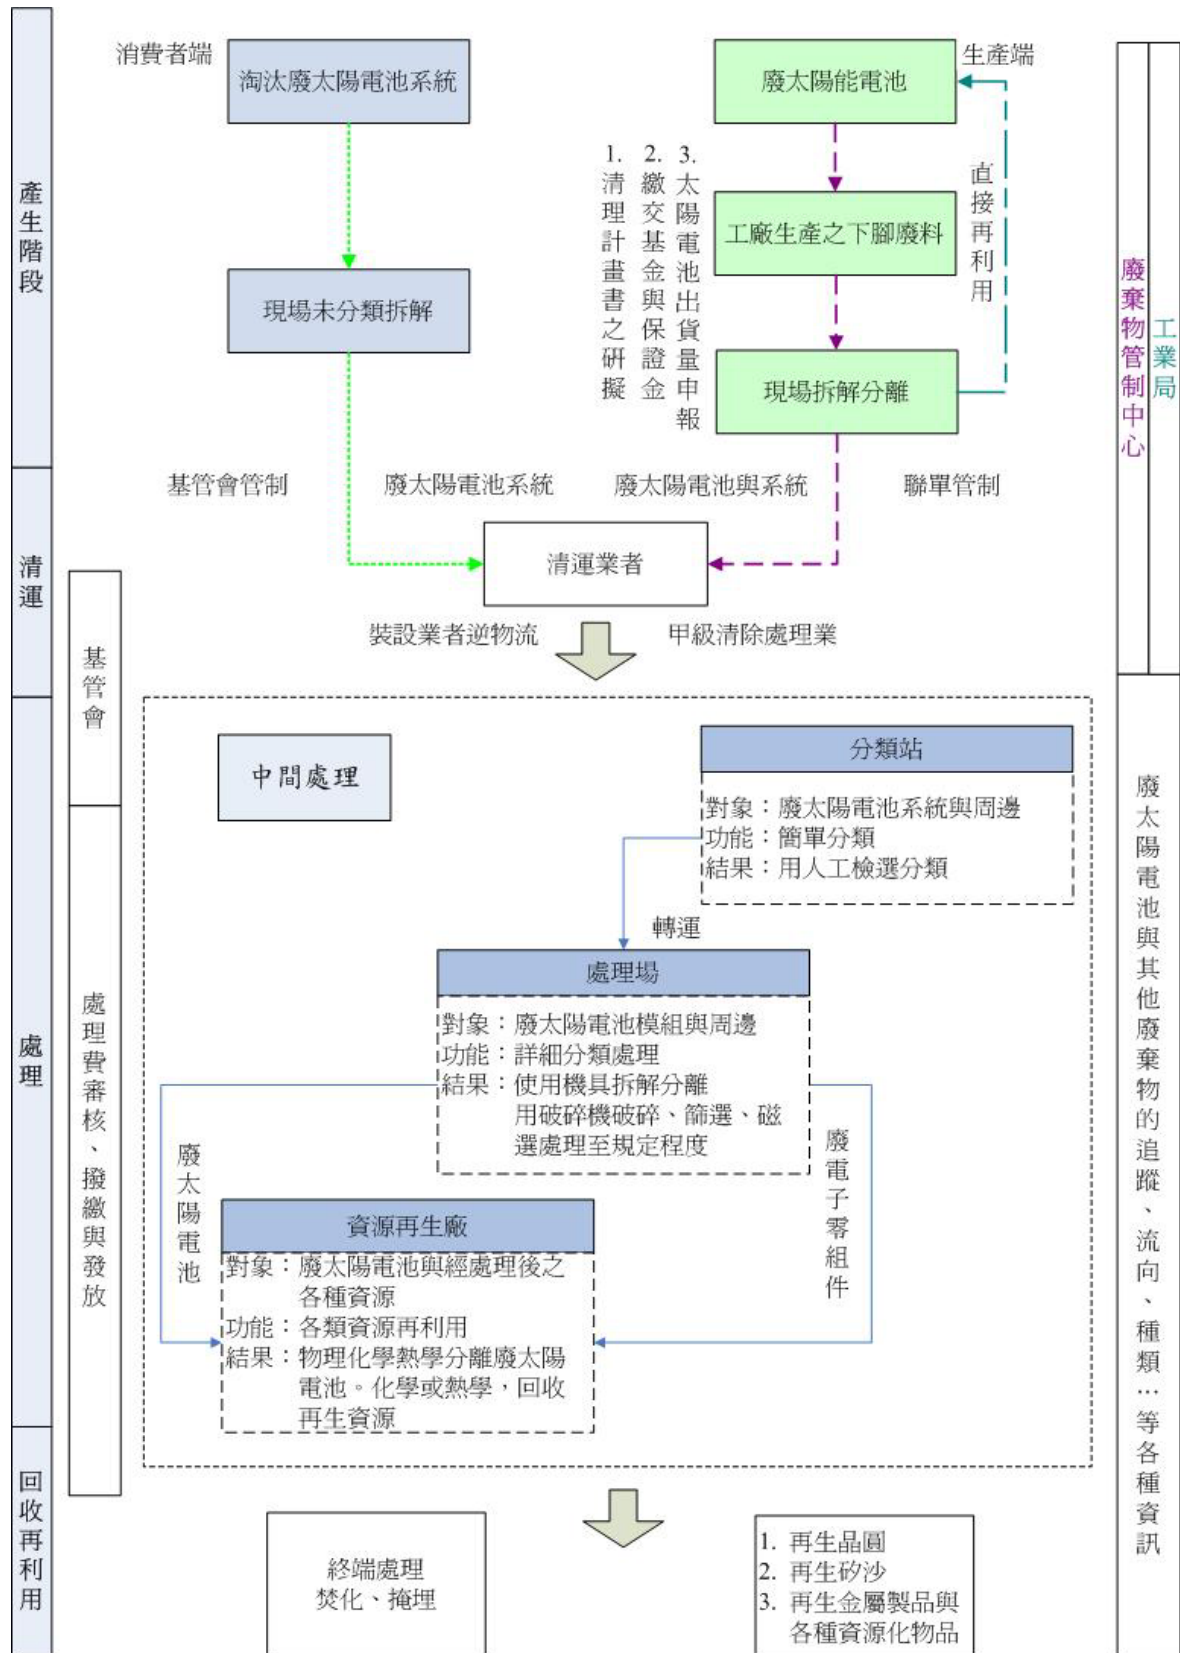 消費者端
淘汰廢太陽電池系統
現場未分類拆解
生產端
廢太陽能電池
工廠生產之下腳廢料
現場拆解分離
直接再利用
1. 清理計畫書之研擬
2. 繳交基金與保證金
3. 太陽電池出貨量申報
產生階段
廢棄物管制中心
工業局
基管會管制
廢太陽電池系統
廢太陽電池與系統
聯單管制
清運
清運業者
裝設業者逆物流
甲級清除處理業
基管會
處理
中間處理
分類站
對象：廢太陽電池系統與周邊
功能：簡單分類
結果：用人工檢選分類
轉運
處理場
對象：廢太陽電池模組與周邊
功能：詳細分類處理
結果：使用機具拆解分離
用破碎機破碎、篩選、磁
選處理至規定程度
廢太陽電池
廢電子零組件
資源再生廠
對象：廢太陽電池與經處理後之
各種資源
功能：各類資源再利用
結果：物理化學熱學分離廢太陽
電池。化學或熱學，回收
再生資源
處理費審核、撥繳與發放
廢太陽電池與其他廢棄物的追蹤、流向、種類…等各種資訊
回收再利用
終端處理
焚化、掩埋
1. 再生晶圓
2. 再生矽沙
3. 再生金屬製品與
各種資源化物品